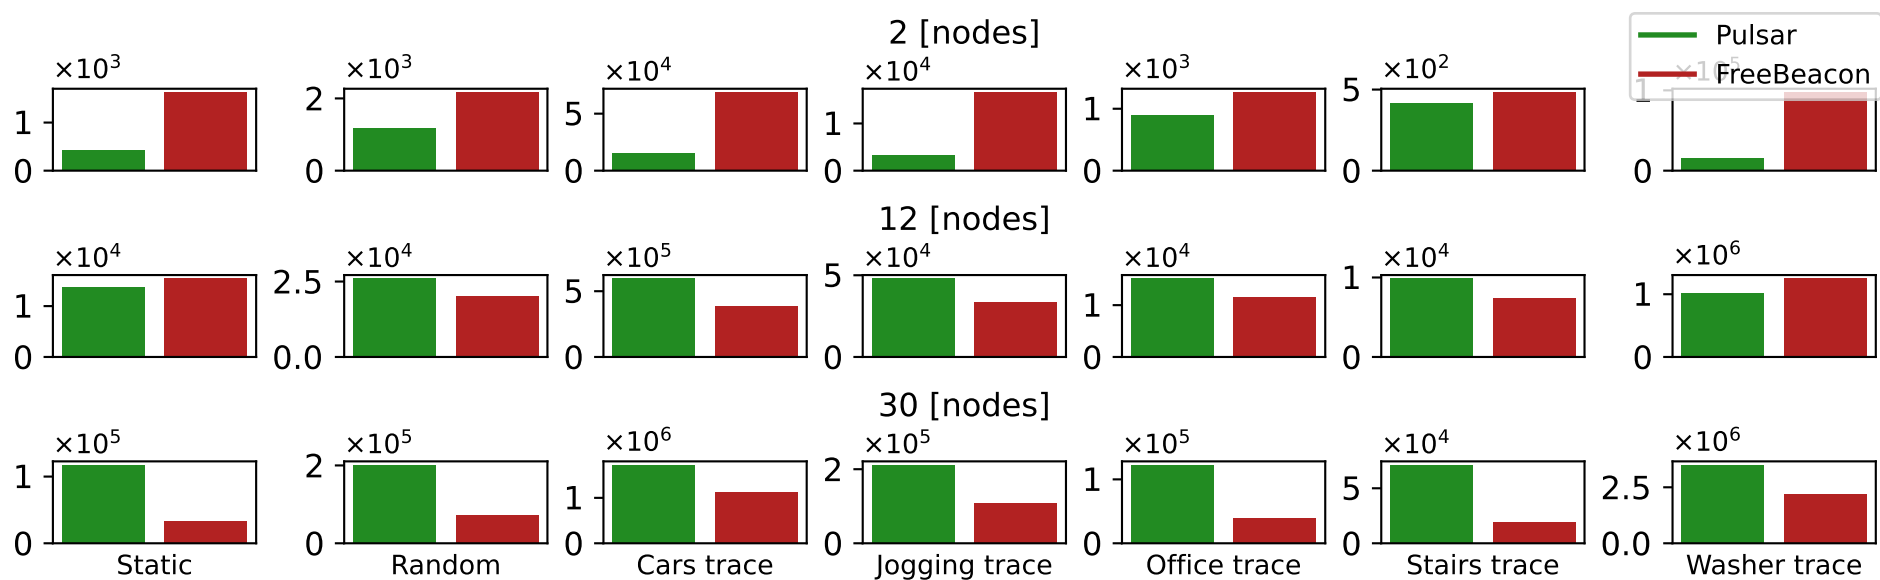 2 [nodes]
Pulsar
FreeBeacon
×10³ ×10³ ×10⁴ ×10⁴ ×10³ ×10² ×10⁵
1 2 5 1 1 5 1
0 0 0 0 0 0 0
12 [nodes]
×10⁴ ×10⁴ ×10⁵ ×10⁴ ×10⁴ ×10⁴ ×10⁶
1 2.5 5 5 1 1 1
0 0.0 0 0 0 0 0
30 [nodes]
×10⁵ ×10⁵ ×10⁶ ×10⁵ ×10⁵ ×10⁴ ×10⁶
1 2 1 2 1 5 2.5
0 0 0 0 0 0 0.0
Static Random Cars trace Jogging trace Office trace Stairs trace Washer trace